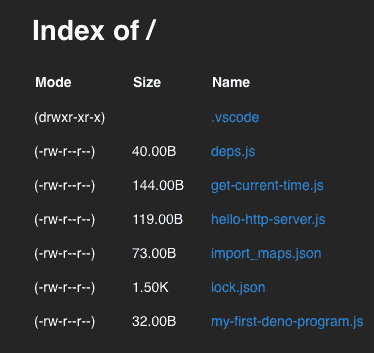 Index of /
Mode Size Name
(drwxr-xr-x) .vscode
(-rw-r--r--) 40.00B deps.js
(-rw-r--r--) 144.00B get-current-time.js
(-rw-r--r--) 119.00B hello-http-server.js
(-rw-r--r--) 73.00B import_maps.json
(-rw-r--r--) 1.50K lock.json
(-rw-r--r--) 32.00B my-first-deno-program.js